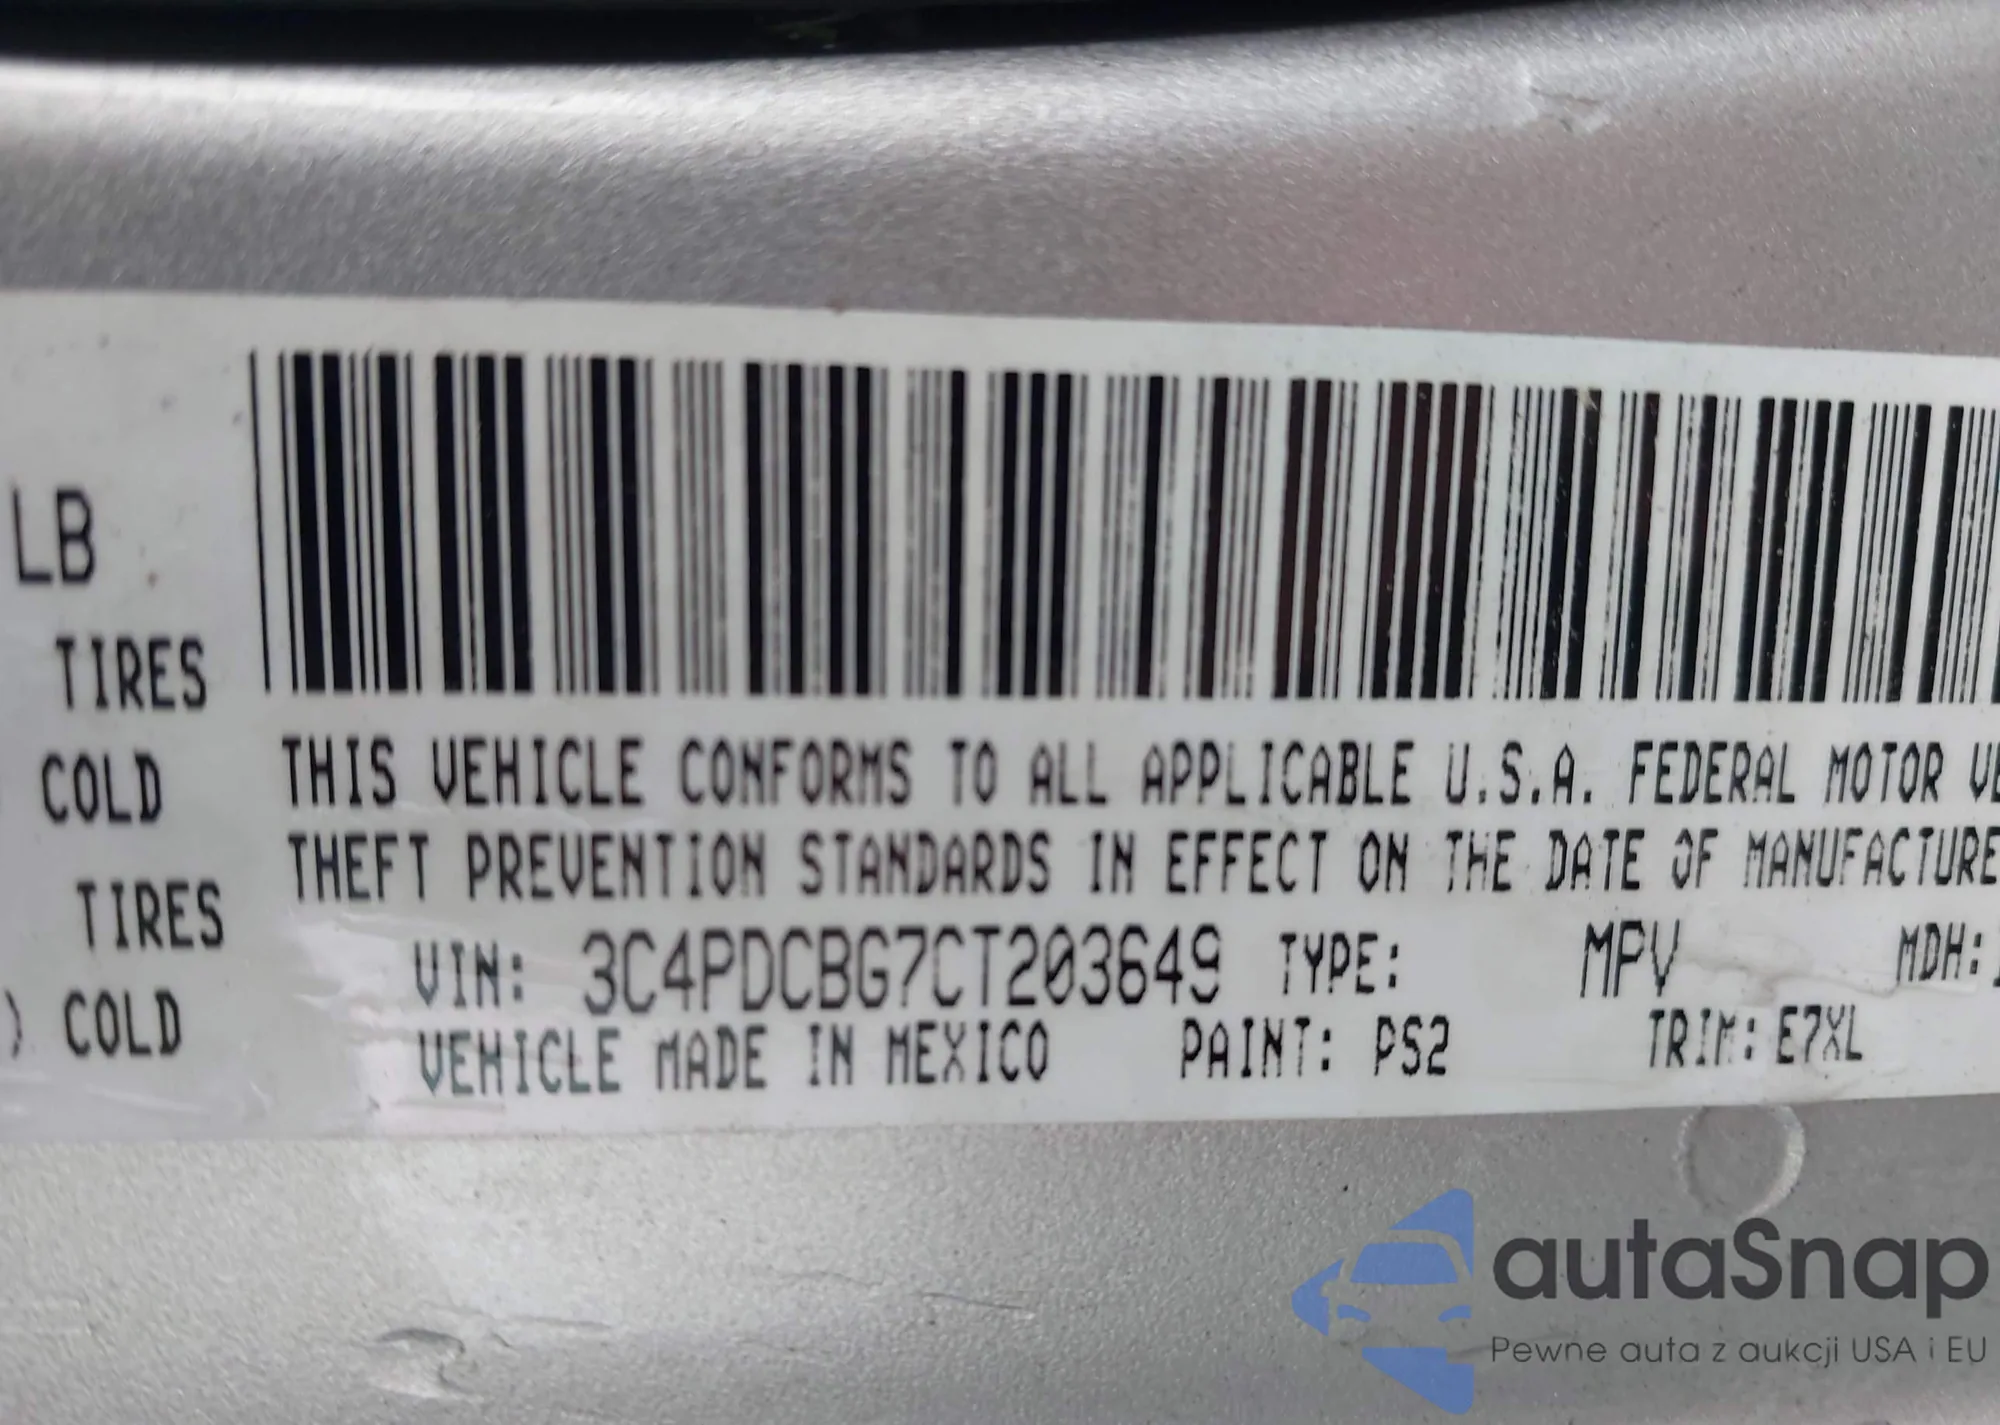 LB
TIRES
COLD
TIRES
) COLD
THIS VEHICLE CONFORMS TO ALL APPLICABLE U.S.A. FEDERAL MOTOR VE
THEFT PREVENTION STANDARDS IN EFFECT ON THE DATE OF MANUFACTURE
VIN: 3C4PDCBG7CT203649 TYPE: MPV MDH:
VEHICLE MADE IN MEXICO PAINT: PS2 TRIM: E7XL
autaSnap
Pewne auta z aukcji USA i EU